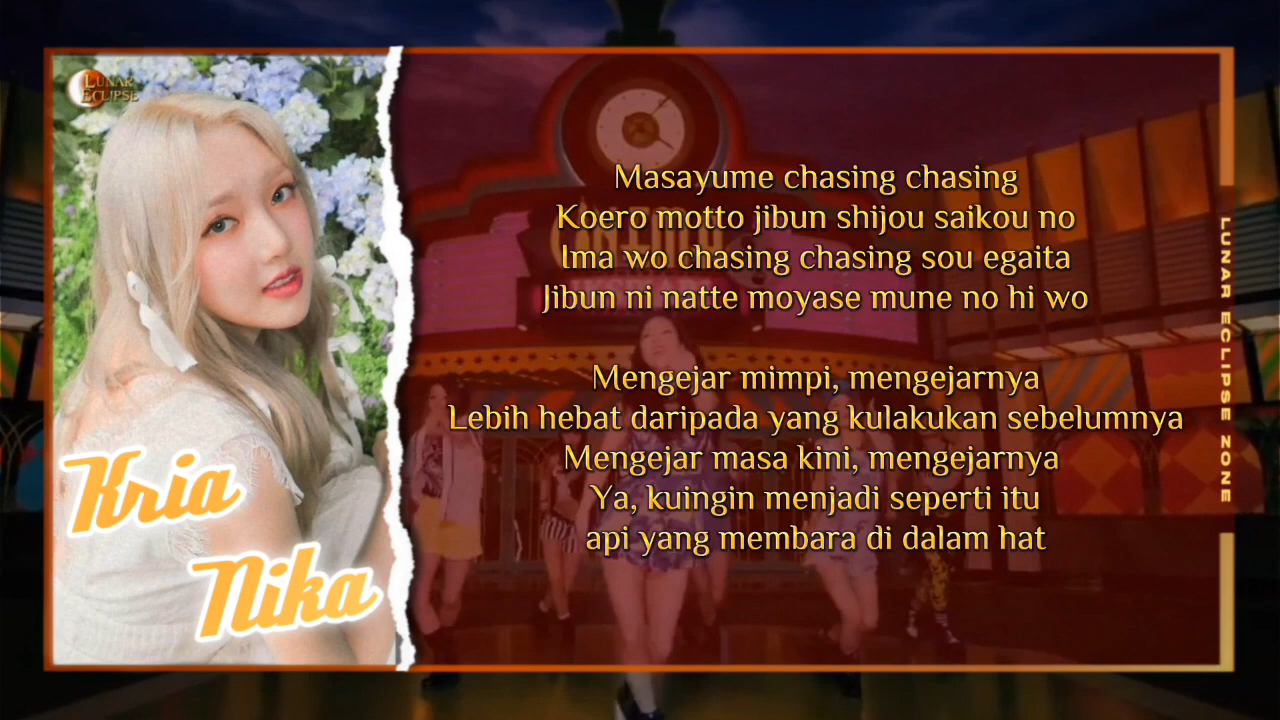 LUNAR
ECLIPSE
Masayume chasing chasing
Koero motto jibun shijou saikou no
Ima wo chasing chasing sou egaita
Jibun ni natte moyase mune no hi wo
Mengejar mimpi, mengejarnya
Lebih hebat daripada yang kulakukan sebelumnya
Mengejar masa kini, mengejarnya
Ya, kuingin menjadi seperti itu
api yang membara di dalam hat
Kria
Nika
LUNAR ECLIPSE ZONE